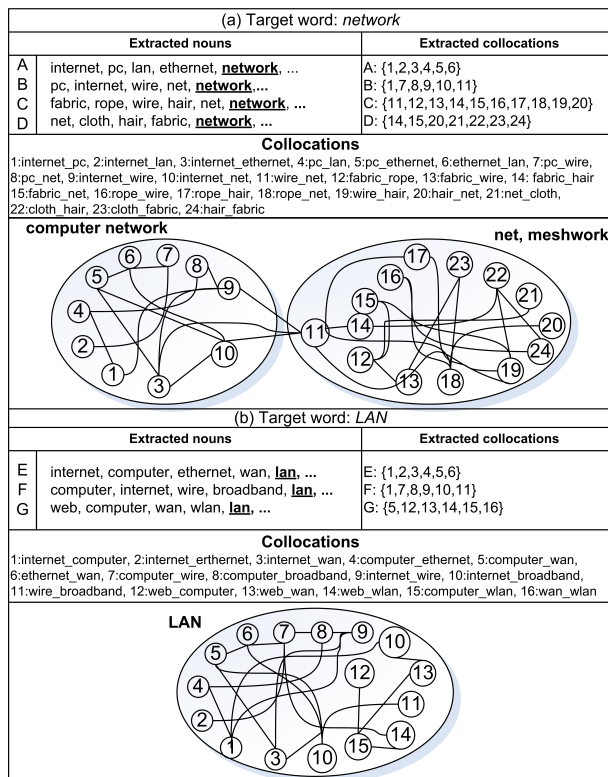 (a) Target word: network
Extracted nouns Extracted collocations
A internet, pc, lan, ethernet, network, ... A: {1,2,3,4,5,6}
B pc, internet, wire, net, network,... B: {1,7,8,9,10,11}
C fabric, rope, wire, hair, net, network, ... C: {11,12,13,14,15,16,17,18,19,20}
D net, cloth, hair, fabric, network, ... D: {14,15,20,21,22,23,24}
Collocations
1:internet_pc, 2:internet_lan, 3:internet_ethernet, 4:pc_lan, 5:pc_ethernet, 6:ethernet_lan, 7:pc_wire,
8:pc_net, 9:internet_wire, 10:internet_net, 11:wire_net, 12:fabric_rope, 13:fabric_wire, 14: fabric_hair
15:fabric_net, 16:rope_wire, 17:rope_hair, 18:rope_net, 19:wire_hair, 20:hair_net, 21:net_cloth,
22:cloth_hair, 23:cloth_fabric, 24:hair_fabric
computer network net, meshwork
6 7 8 17 23
5 9 16 22
15 21
4 11 14 20
2 10 12 24
1 3 13 18 19
(b) Target word: LAN
Extracted nouns Extracted collocations
E internet, computer, ethernet, wan, lan, ... E: {1,2,3,4,5,6}
F computer, internet, wire, broadband, lan, ... F: {1,7,8,9,10,11}
G web, computer, wan, wlan, lan, ... G: {5,12,13,14,15,16}
Collocations
1:internet_computer, 2:internet_erthernet, 3:internet_wan, 4:computer_ethernet, 5:computer_wan,
6:ethernet_wan, 7:computer_wire, 8:computer_broadband, 9:internet_wire, 10:internet_broadband,
11:wire_broadband, 12:web_computer, 13:web_wan, 14:web_wlan, 15:computer_wlan, 16:wan_wlan
LAN
6 7 8 9 10
5 12 13
4 11
2 14
1 3 10 15